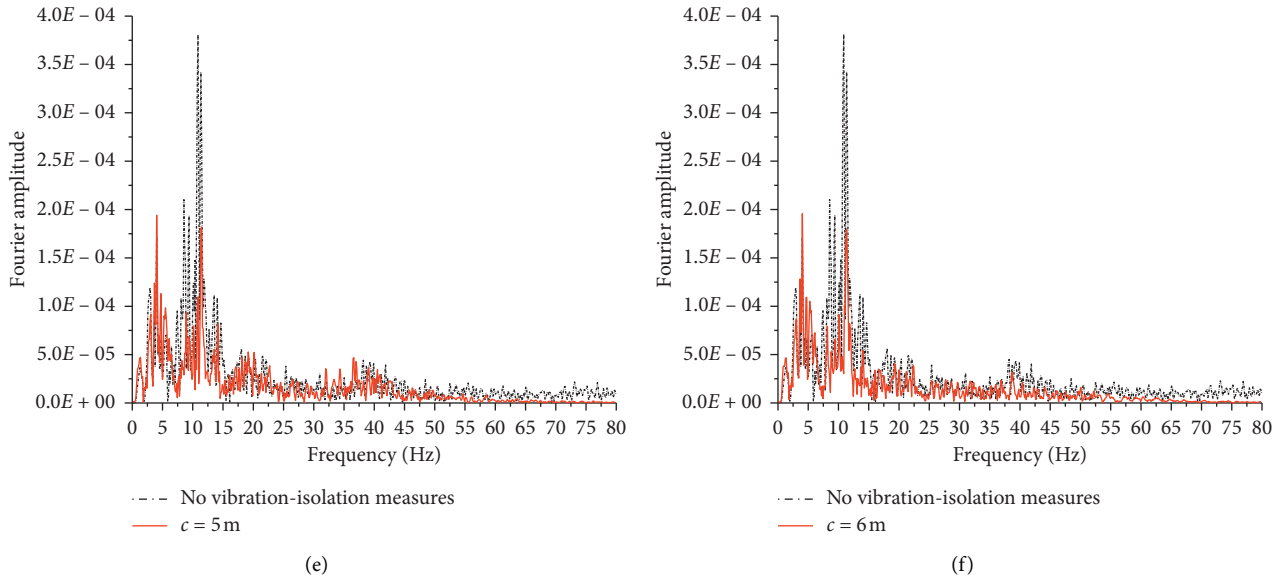 4.0E – 04
3.5E – 04
3.0E – 04
2.5E – 04
2.0E – 04
1.5E – 04
1.0E – 04
5.0E – 05
0.0E + 00
Fourier amplitude
0 5 10 15 20 25 30 35 40 45 50 55 60 65 70 75 80
Frequency (Hz)
No vibration-isolation measures
c = 5 m
(e)
4.0E – 04
3.5E – 04
3.0E – 04
2.5E – 04
2.0E – 04
1.5E – 04
1.0E – 04
5.0E – 05
0.0E + 00
Fourier amplitude
0 5 10 15 20 25 30 35 40 45 50 55 60 65 70 75 80
Frequency (Hz)
No vibration-isolation measures
c = 6 m
(f)